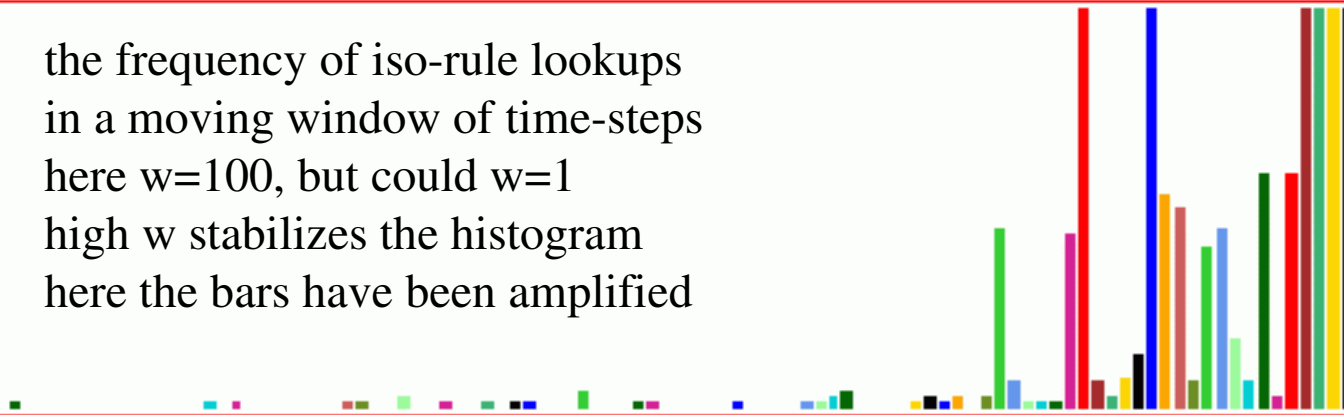 the frequency of iso-rule lookups
in a moving window of time-steps
here w=100, but could w=1
high w stabilizes the histogram
here the bars have been amplified